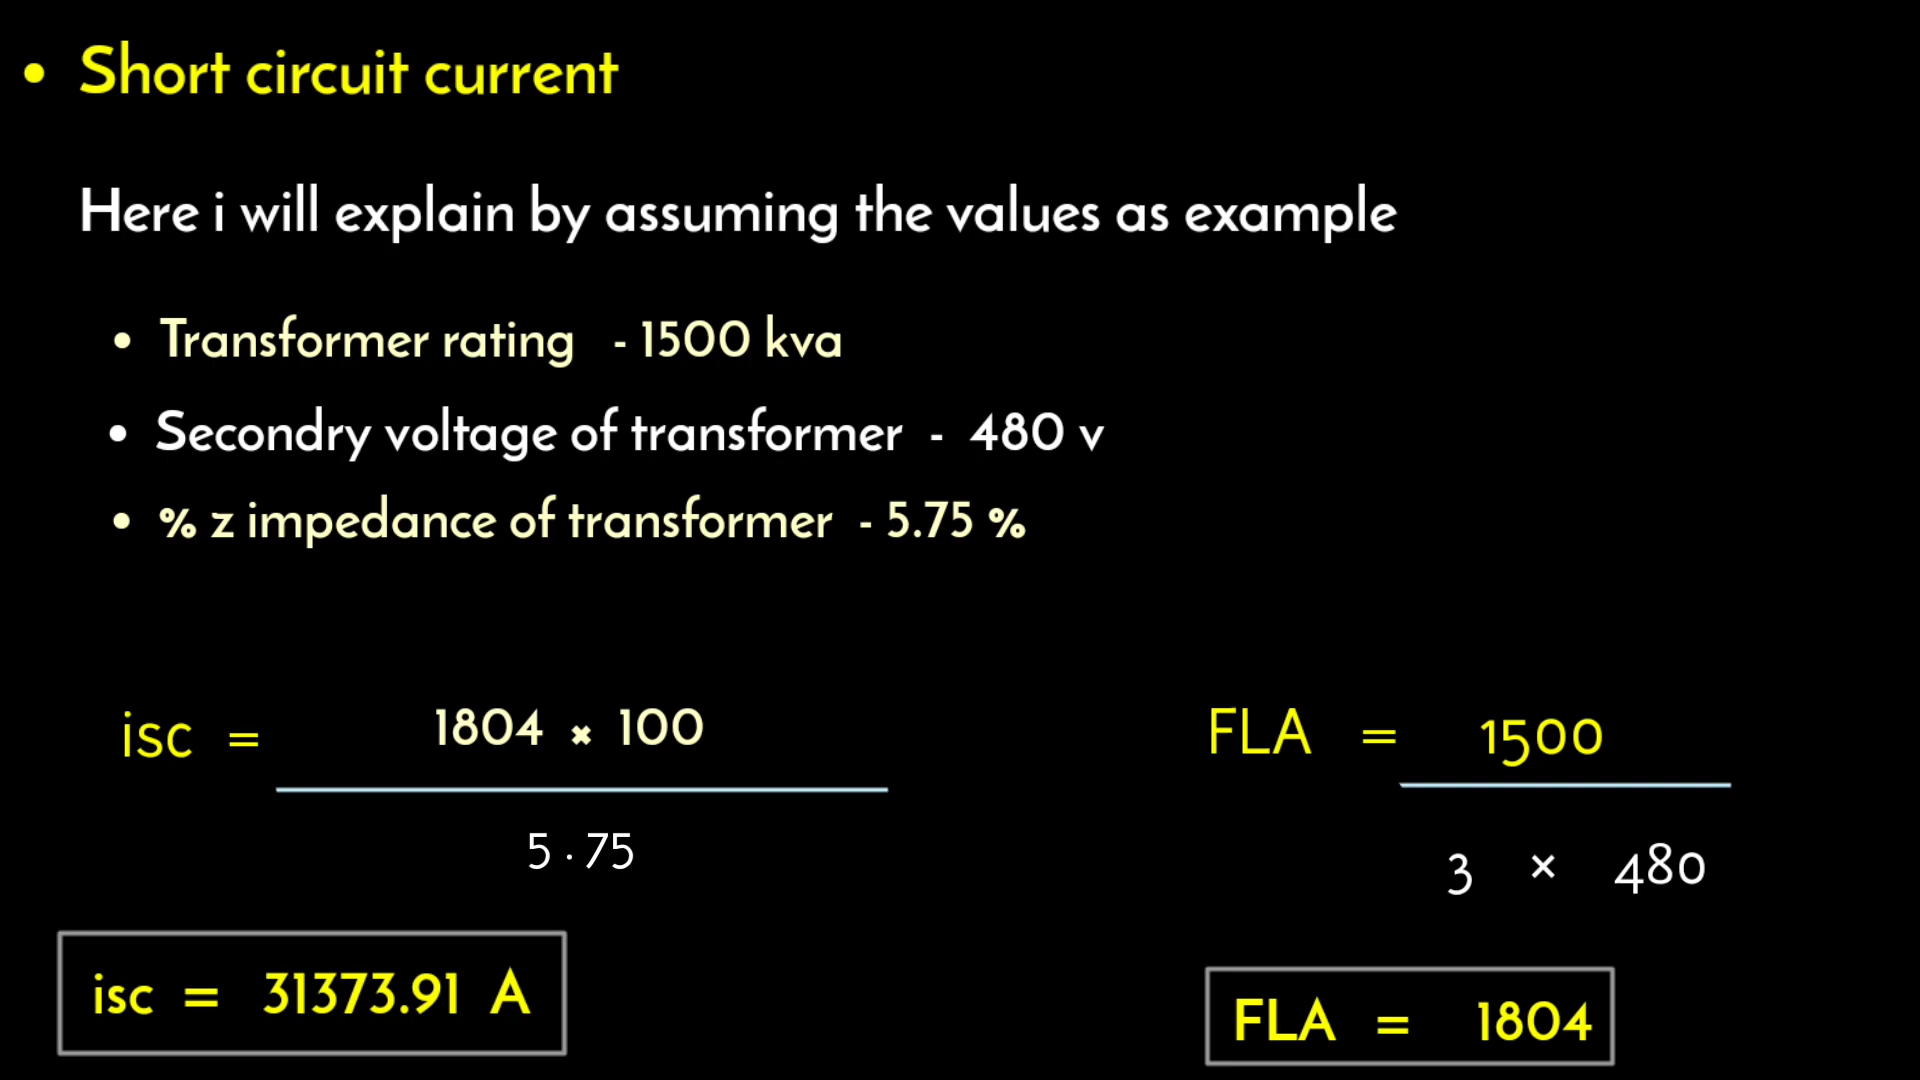 • Short circuit current
Here i will explain by assuming the values as example
• Transformer rating - 1500 kva
• Secondry voltage of transformer - 480 v
• % z impedance of transformer - 5.75 %
isc = 1804 × 100
5.75
FLA = 1500
3 × 480
isc = 31373.91 A
FLA = 1804